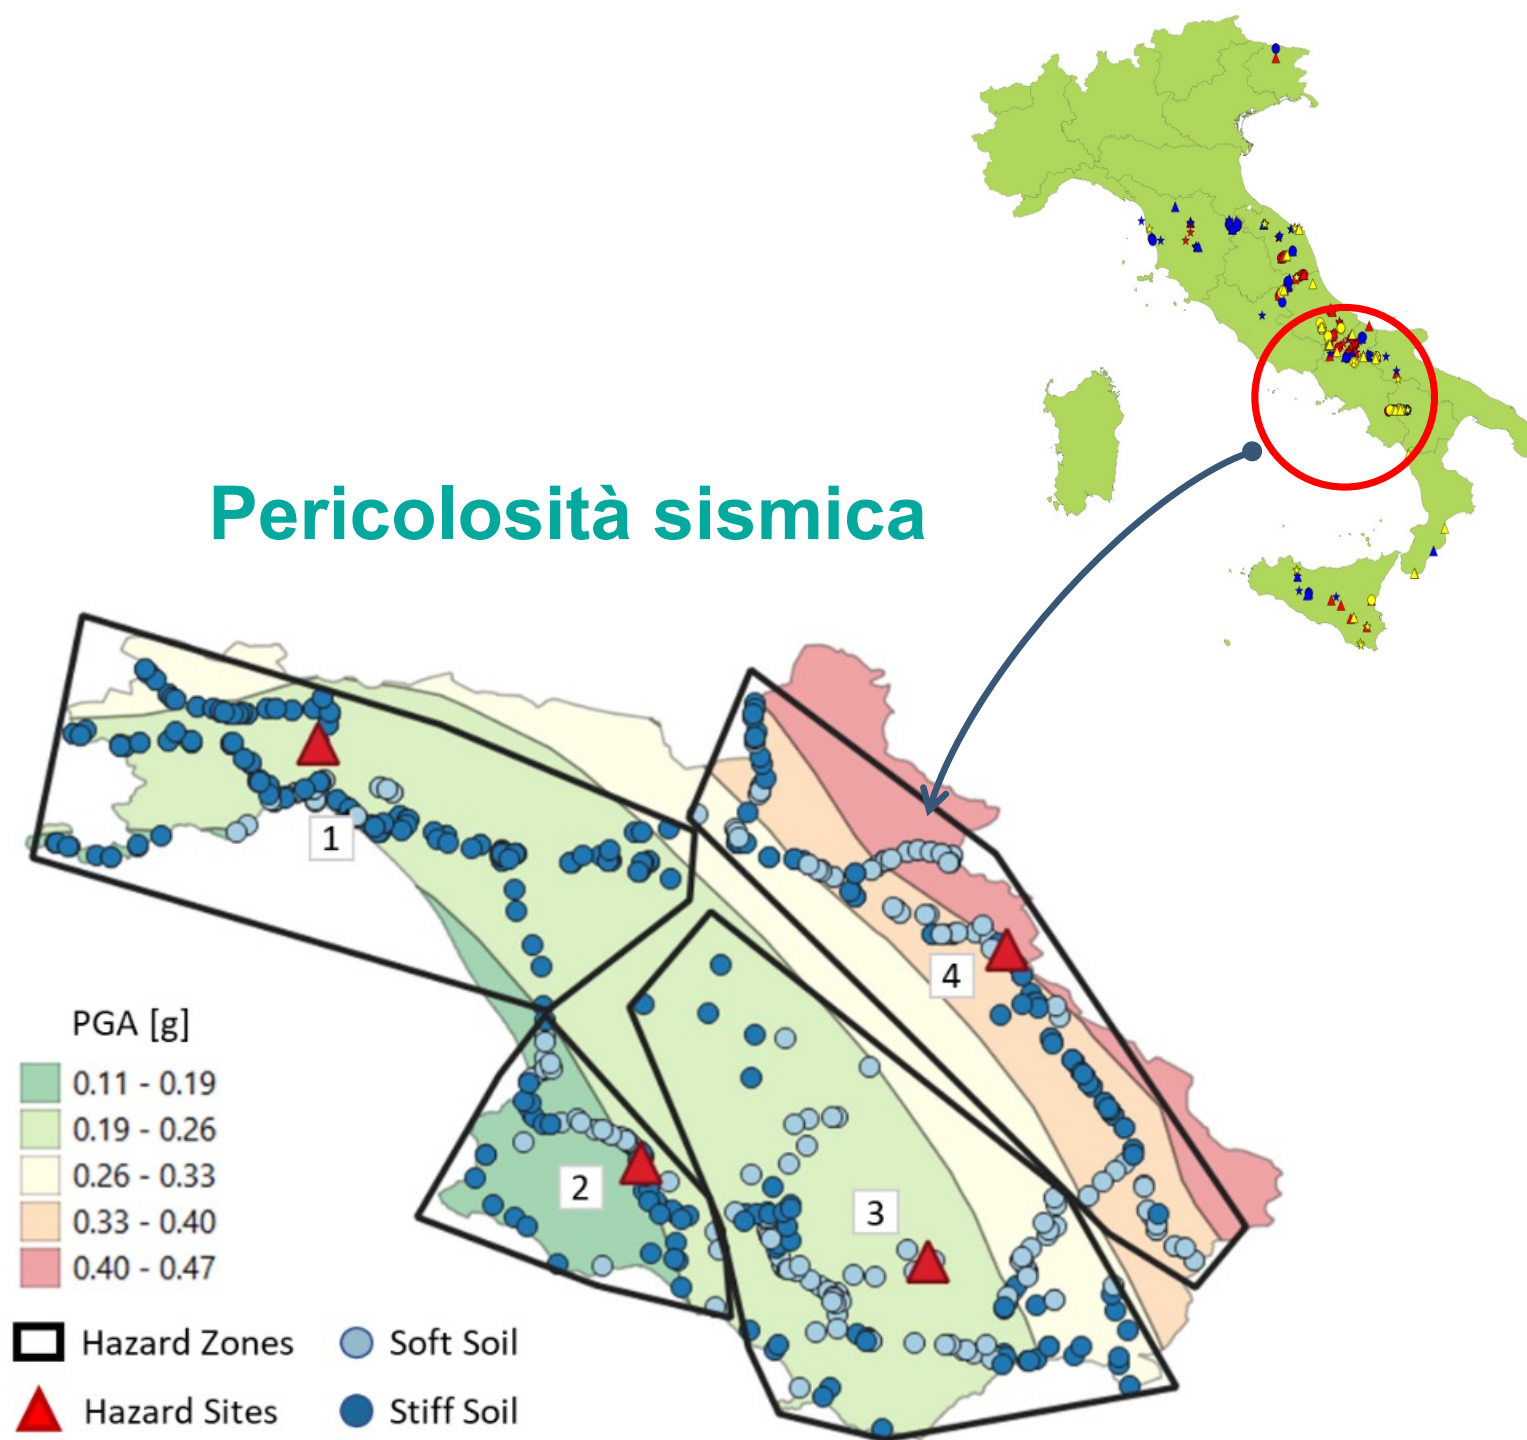 Pericolosità sismica
1
4
2
3
PGA [g]
0.11 - 0.19
0.19 - 0.26
0.26 - 0.33
0.33 - 0.40
0.40 - 0.47
Hazard Zones
Soft Soil
Hazard Sites
Stiff Soil